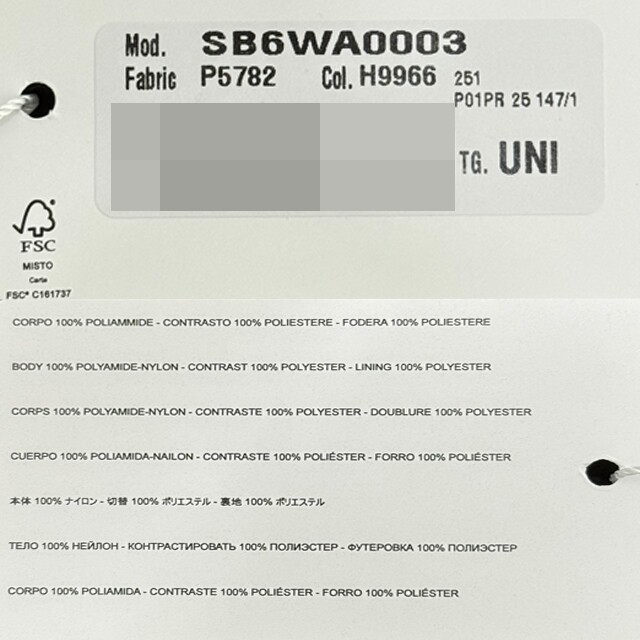 Mod. SB6WA0003
Fabric P5782 Col. H9966 251
P01PR 25 147/1
TG. UNI
FSC
MISTO
Carta
FSC® C161737
CORPO 100% POLIAMMIDE - CONTRASTO 100% POLIESTERE - FODERA 100% POLIESTERE
BODY 100% POLYAMIDE-NYLON - CONTRAST 100% POLYESTER - LINING 100% POLYESTER
CORPS 100% POLYAMIDE-NYLON - CONTRASTE 100% POLYESTER - DOUBLURE 100% POLYESTER
CUERPO 100% POLIAMIDA-NAILON - CONTRASTE 100% POLIÉSTER - FORRO 100% POLIÉSTER
本体 100% ナイロン - 切替 100% ポリエステル - 裏地 100% ポリエステル
ТЕЛО 100% НЕЙЛОН - КОНТРАСТИРОВАТЬ 100% ПОЛИЭСТЕР - ФУТЕРОВКА 100% ПОЛИЭСТЕР
CORPO 100% POLIAMIDA - CONTRASTE 100% POLIÉSTER - FORRO 100% POLIÉSTER